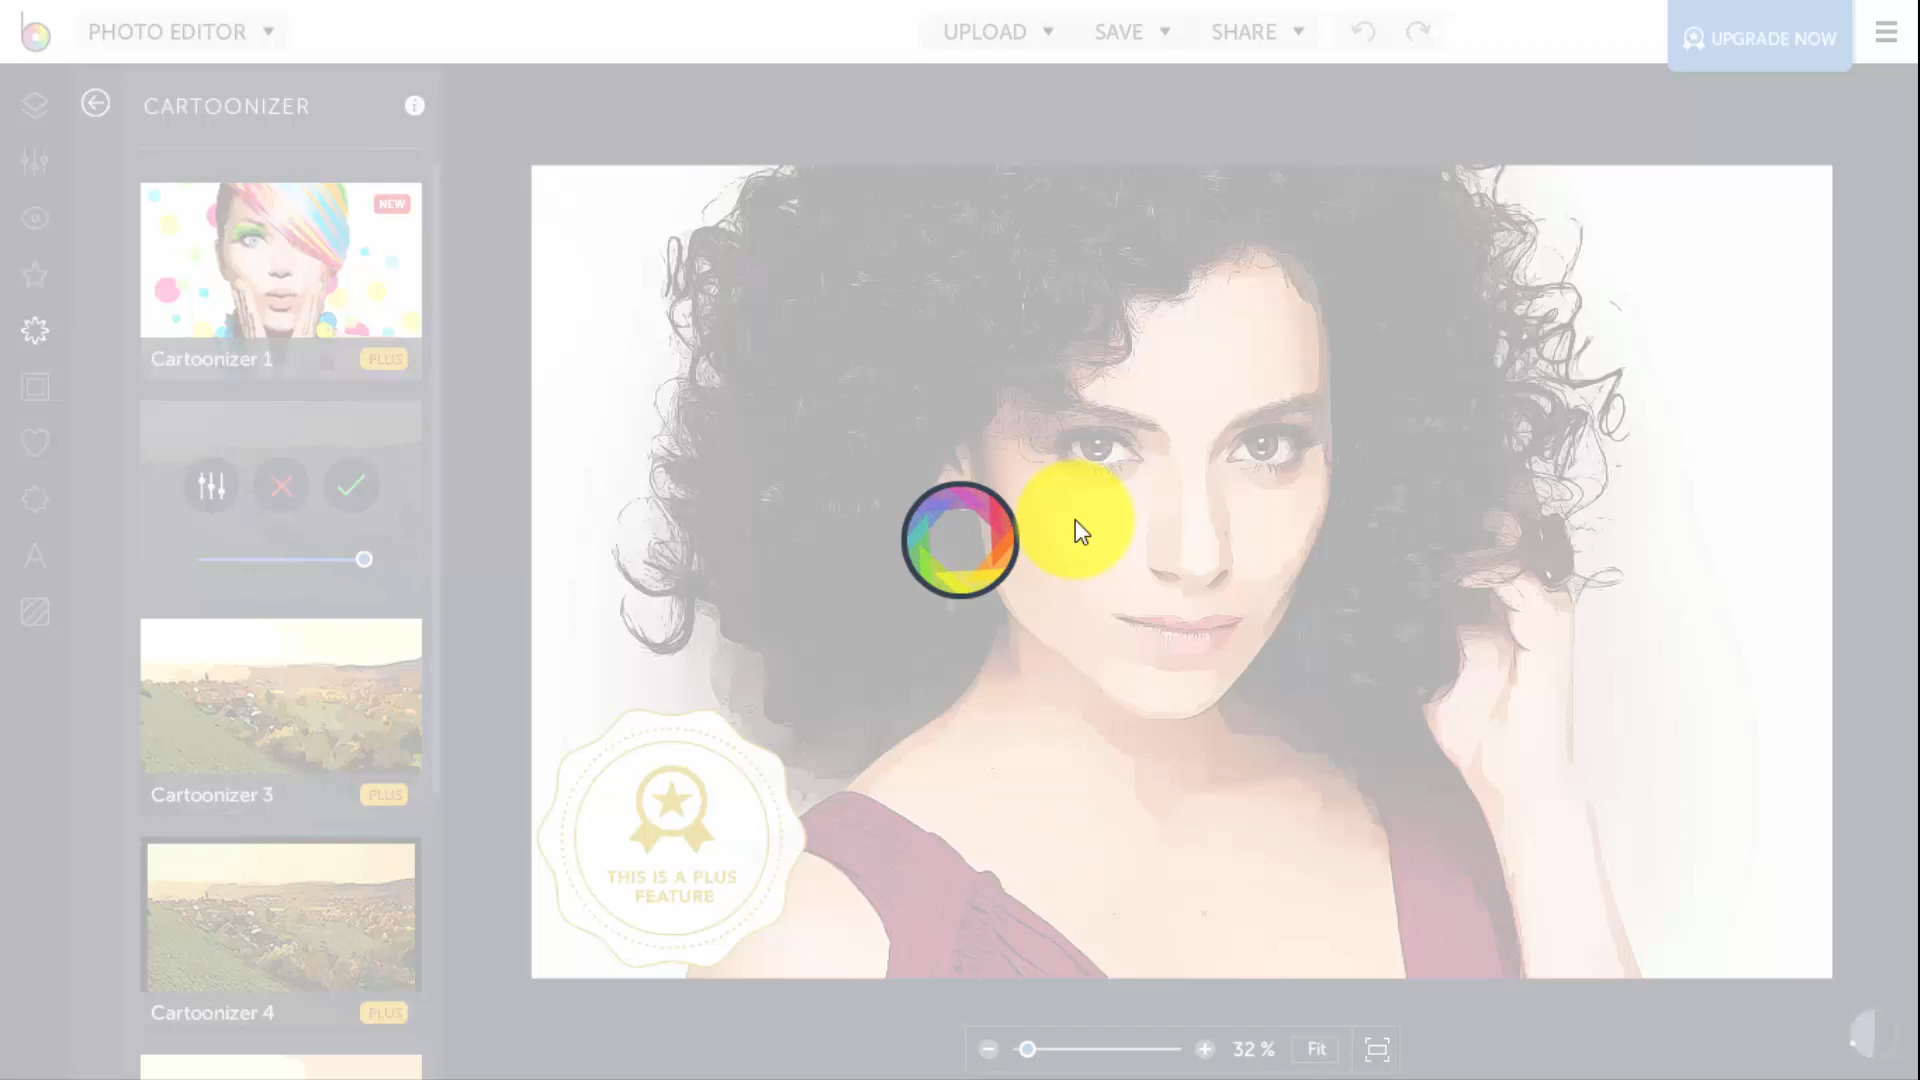 PHOTO EDITOR
UPLOAD
SAVE
SHARE
UPGRADE NOW
CARTOONIZER
NEW
Cartoonizer 1
PLUS
Cartoonizer 3
PLUS
THIS IS A PLUS
FEATURE
Cartoonizer 4
PLUS
32 %
Fit